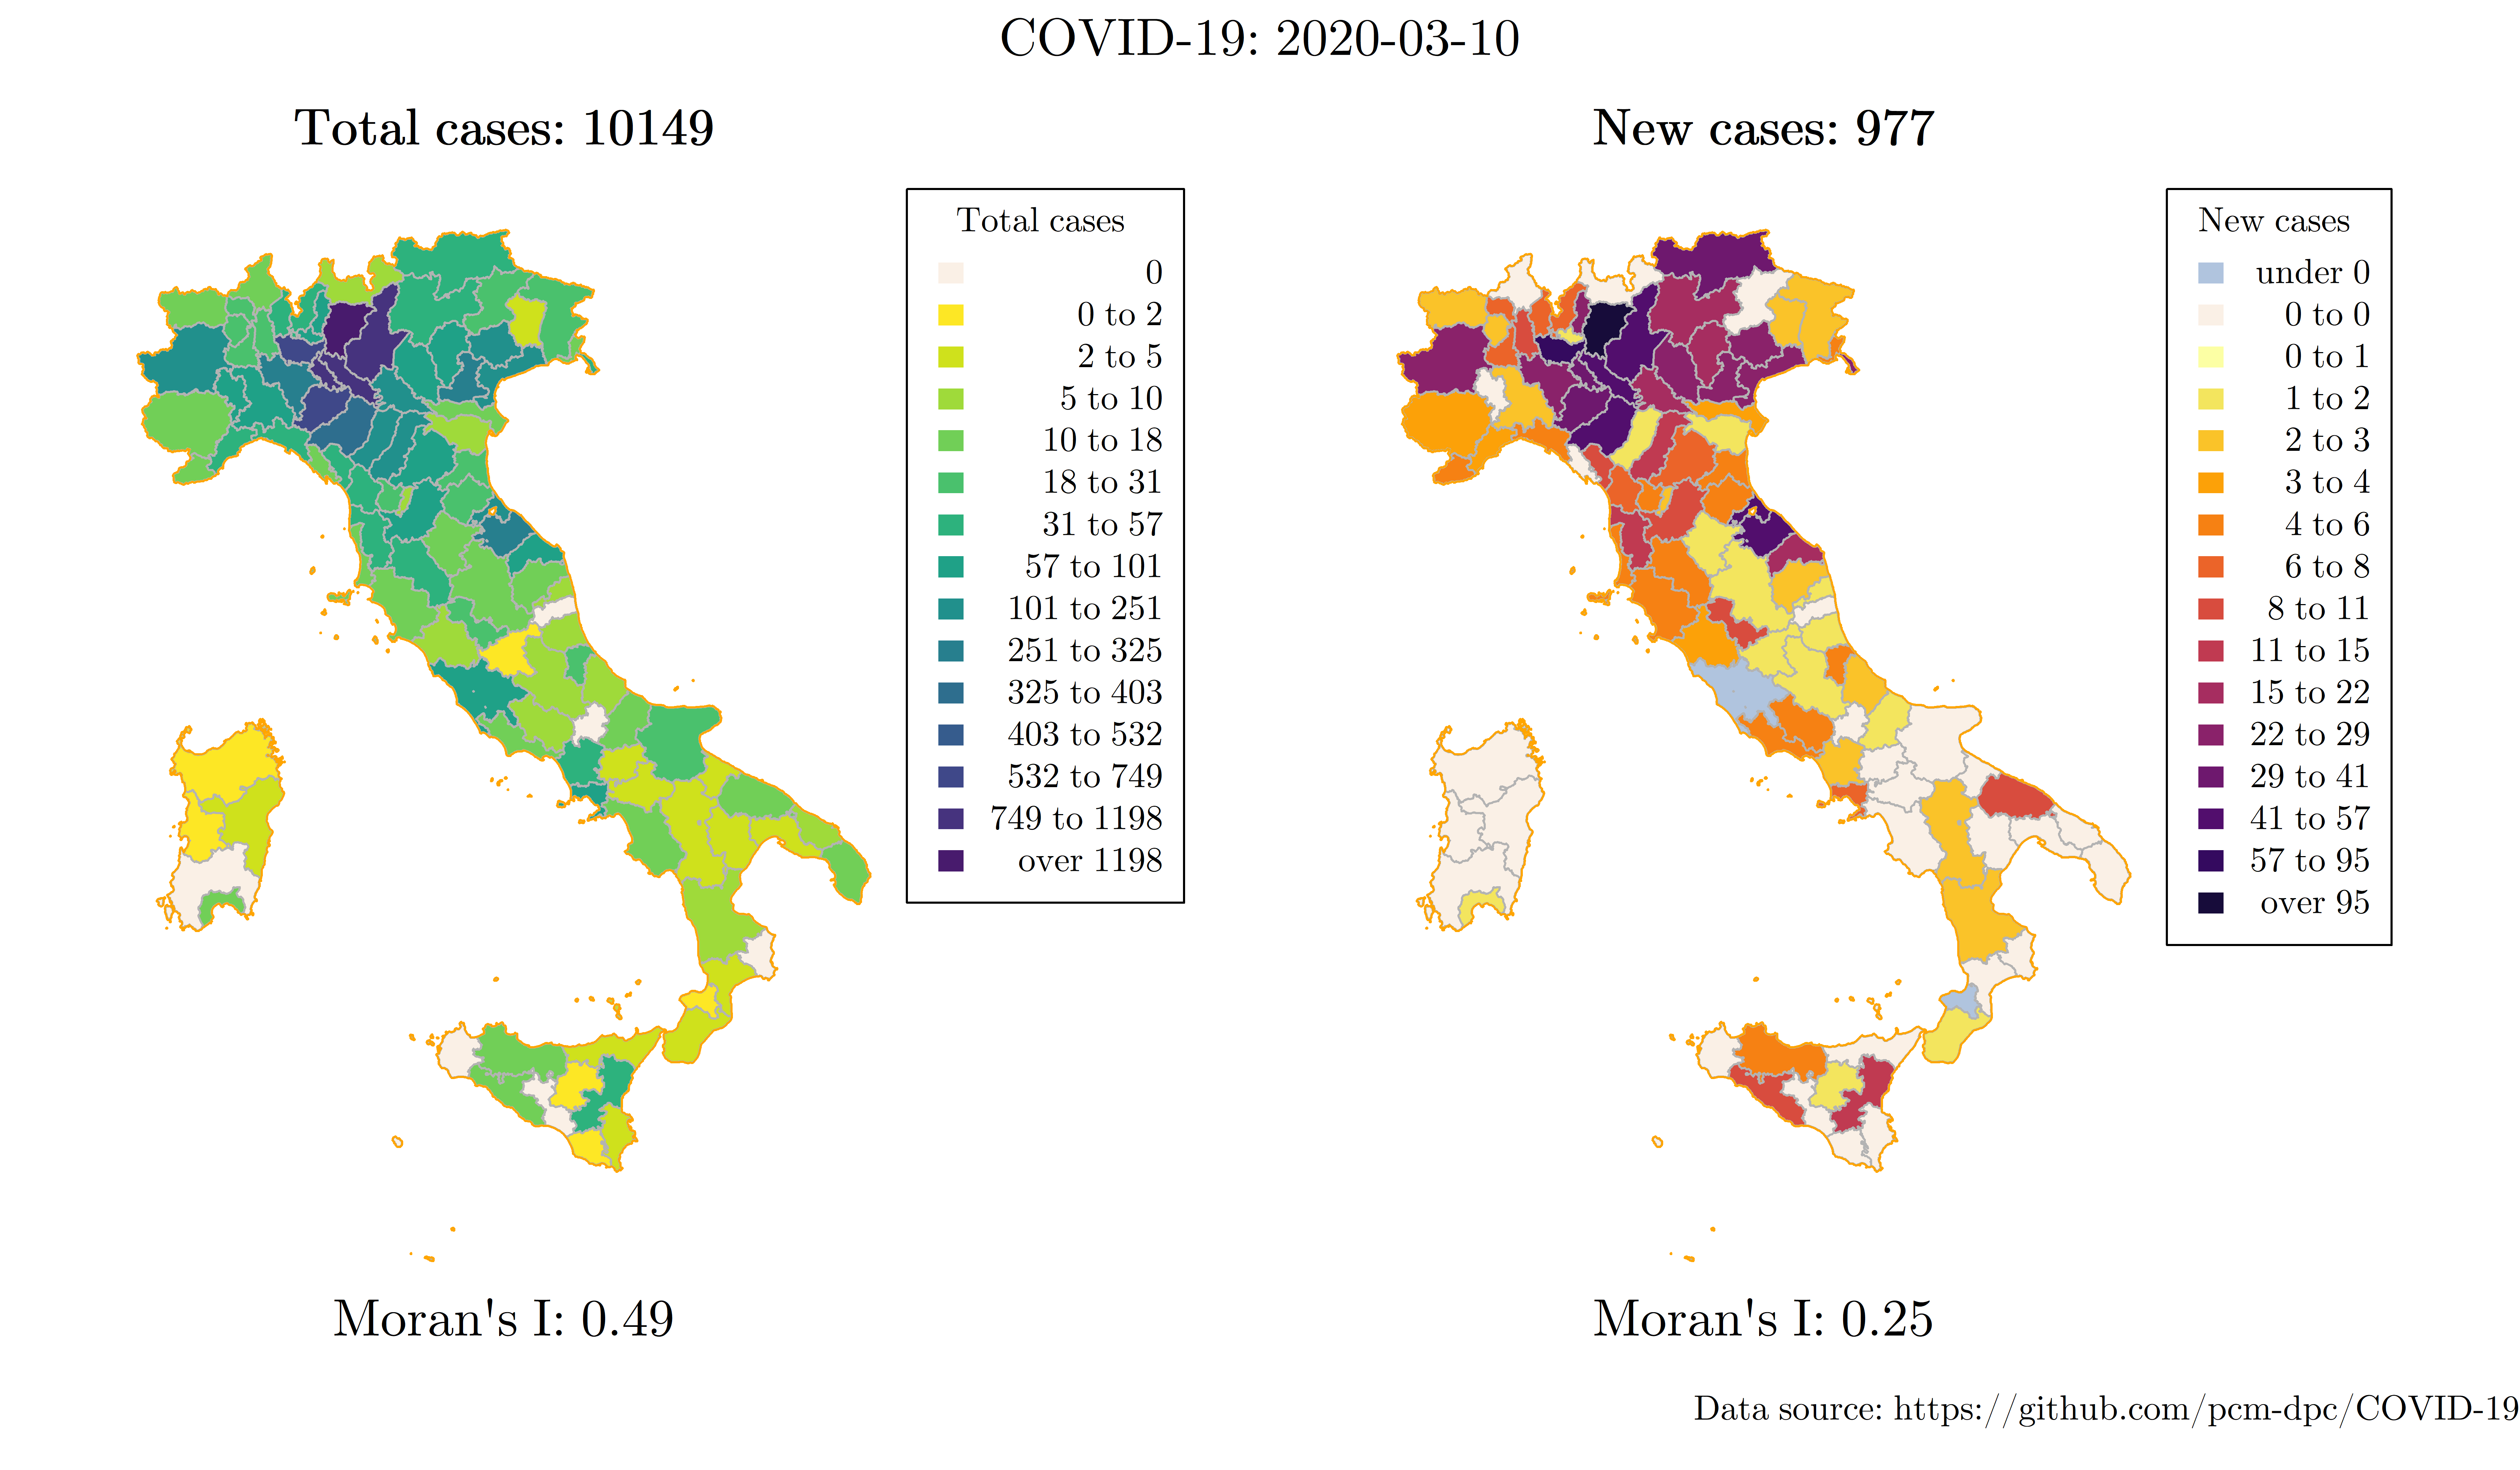 COVID-19: 2020-03-10
Total cases: 10149
Total cases
0
0 to 2
2 to 5
5 to 10
10 to 18
18 to 31
31 to 57
57 to 101
101 to 251
251 to 325
325 to 403
403 to 532
532 to 749
749 to 1198
over 1198
Moran's I: 0.49
New cases: 977
New cases
under 0
0 to 0
0 to 1
1 to 2
2 to 3
3 to 4
4 to 6
6 to 8
8 to 11
11 to 15
15 to 22
22 to 29
29 to 41
41 to 57
57 to 95
over 95
Moran's I: 0.25
Data source: https://github.com/pcm-dpc/COVID-19